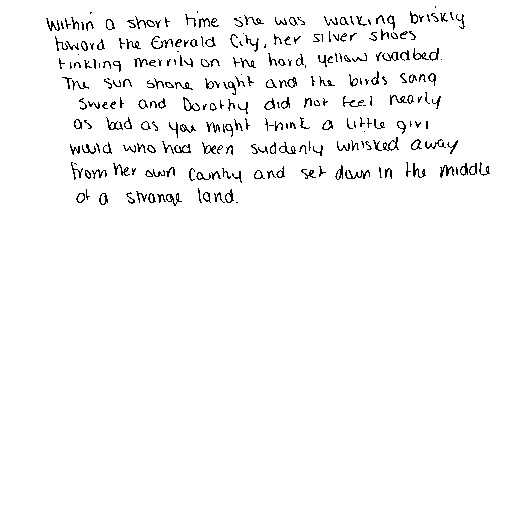 Within a short time she was walking briskly
toward the Emerald City, her silver shoes
tinkling merrily on the hard, yellow roadbed.
The sun shone bright and the birds sang
sweet and Dorothy did not feel nearly
as bad as you might think a little girl
would who had been suddenly whisked away
from her own country and set down in the middle
of a strange land.